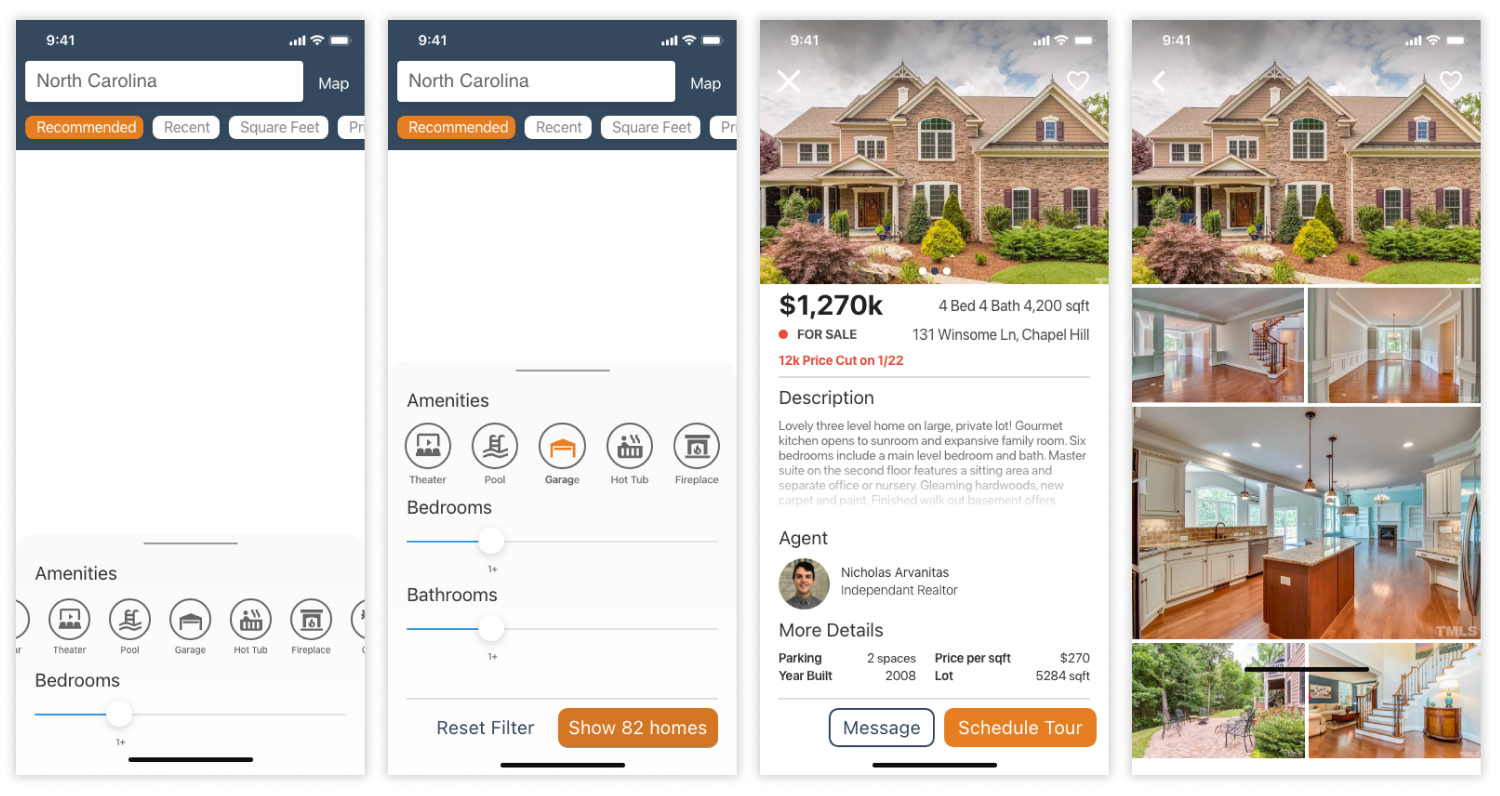 9:41
North Carolina
Map
Recommended
Recent
Square Feet
Pri
Amenities
ar
Theater
Pool
Garage
Hot Tub
Fireplace
Bedrooms
1+
9:41
North Carolina
Map
Recommended
Recent
Square Feet
Pri
Amenities
Theater
Pool
Garage
Hot Tub
Fireplace
Bedrooms
1+
Bathrooms
1+
Reset Filter
Show 82 homes
9:41
$1,270k
4 Bed 4 Bath 4,200 sqft
FOR SALE
131 Winsome Ln, Chapel Hill
12k Price Cut on 1/22
Description
Lovely three level home on large, private lot! Gourmet
kitchen opens to sunroom and expansive family room. Six
bedrooms include a main level bedroom and bath. Master
suite on the second floor features a sitting area and
separate office or nursery. Gleaming hardwoods, new
carpet and paint. Finished walk out basement offers
Agent
Nicholas Arvanitas
Independant Realtor
More Details
Parking 2 spaces Price per sqft $270
Year Built 2008 Lot 5284 sqft
Message
Schedule Tour
9:41
TMLS
TMLS
TMLS
TMLS